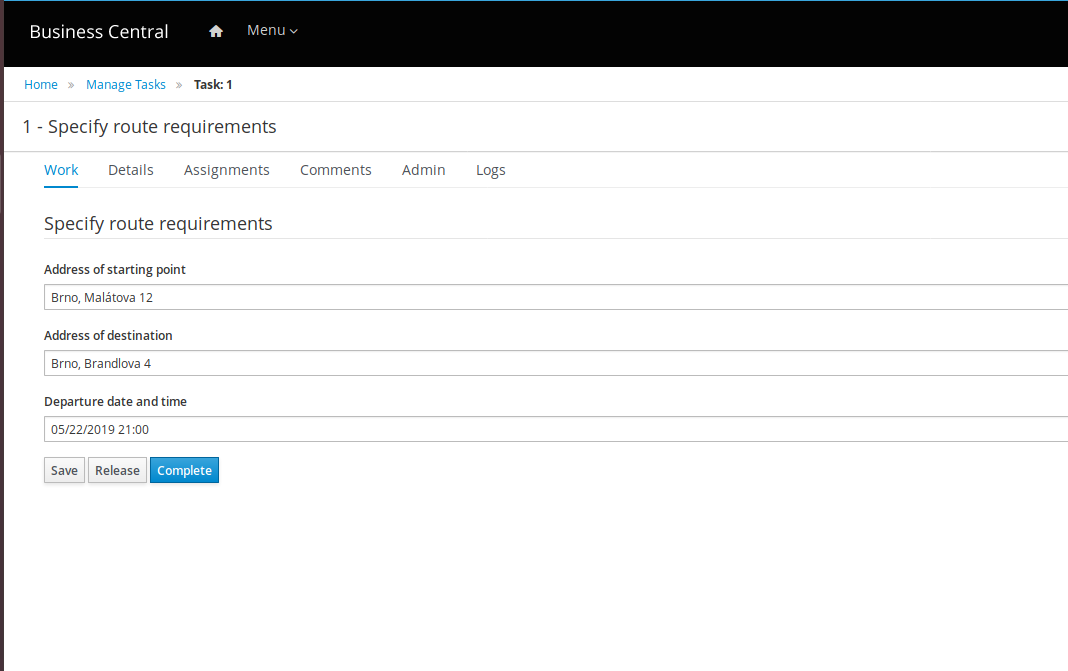 Business Central Menu
Home » Manage Tasks » Task: 1
1 - Specify route requirements
Work Details Assignments Comments Admin Logs
Specify route requirements
Address of starting point
Brno, Malátova 12
Address of destination
Brno, Brandlova 4
Departure date and time
05/22/2019 21:00
Save Release Complete